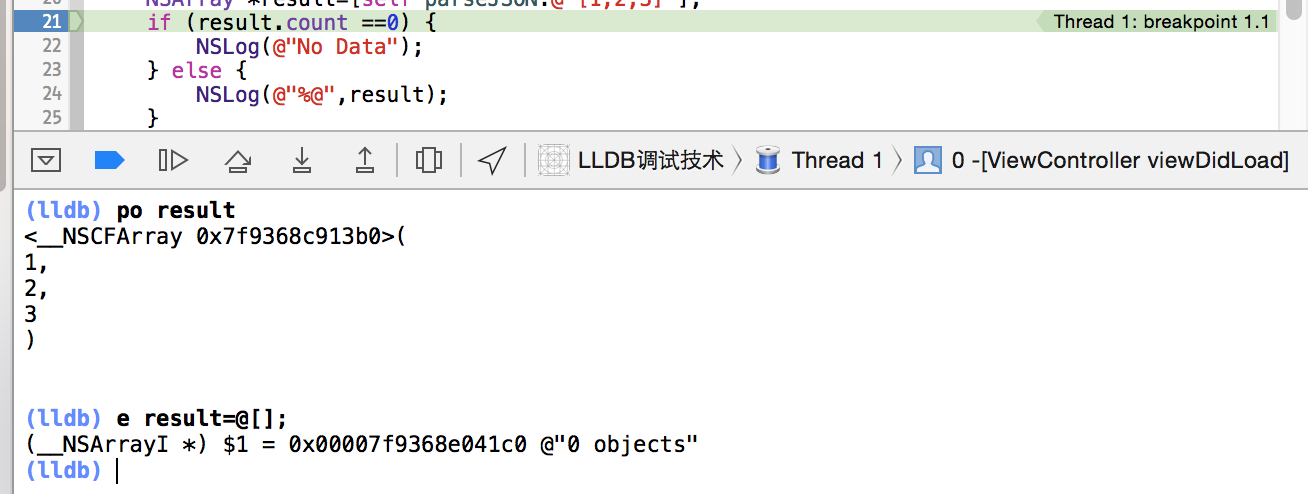 20 NSArray *result=[self parseJSON:@"[1,2,3]"];
21 if (result.count ==0) { Thread 1: breakpoint 1.1
22 NSLog(@"No Data");
23 } else {
24 NSLog(@"%@",result);
25 }
LLDB调试技术 Thread 1 0 -[ViewController viewDidLoad]
(lldb) po result
<__NSCFArray 0x7f9368c913b0>(
1,
2,
3
)
(lldb) e result=@[];
(__NSArrayI *) $1 = 0x00007f9368e041c0 @"0 objects"
(lldb)